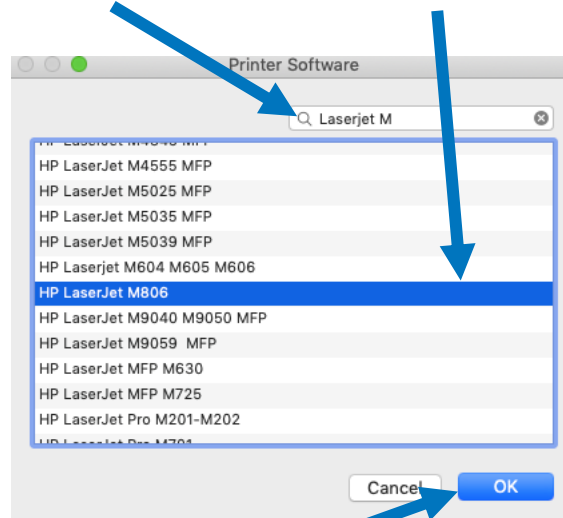 Printer Software
Laserjet M
HP LaserJet M4555 MFP
HP LaserJet M5025 MFP
HP LaserJet M5035 MFP
HP LaserJet M5039 MFP
HP Laserjet M604 M605 M606
HP LaserJet M806
HP LaserJet M9040 M9050 MFP
HP LaserJet M9059  MFP
HP LaserJet MFP M630
HP LaserJet MFP M725
HP LaserJet Pro M201-M202
Cancel OK